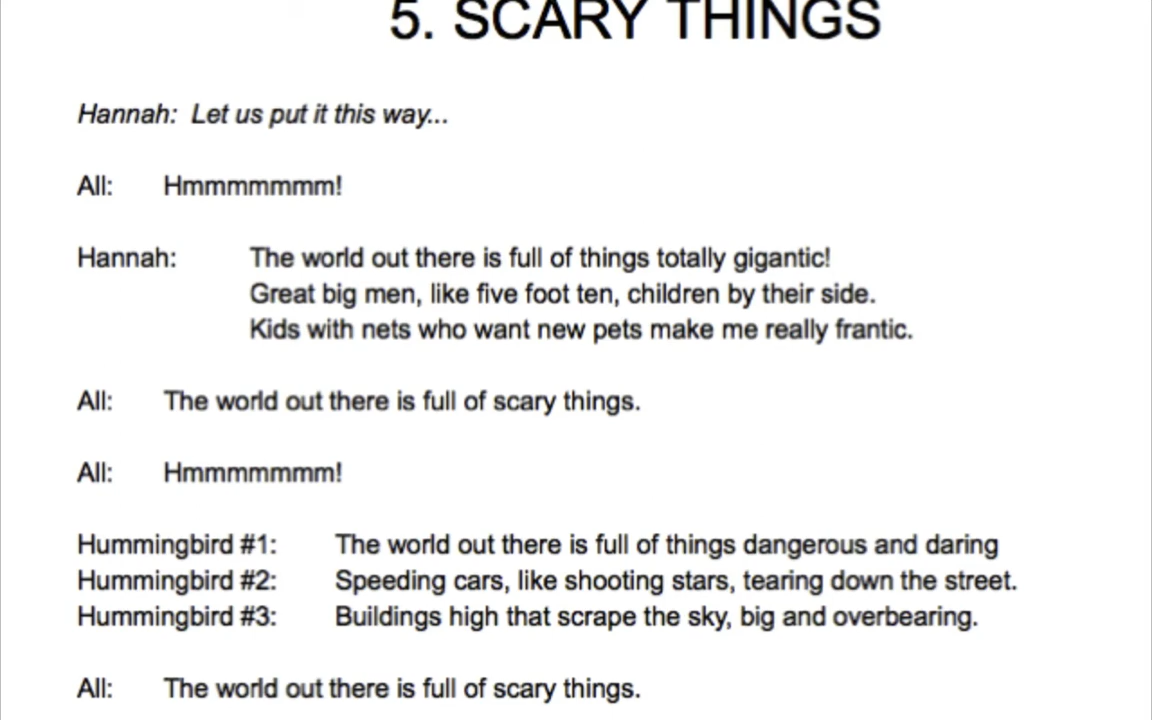 5. SCARY THINGS
Hannah: Let us put it this way...
All: Hmmmmmmm!
Hannah: The world out there is full of things totally gigantic!
Great big men, like five foot ten, children by their side.
Kids with nets who want new pets make me really frantic.
All: The world out there is full of scary things.
All: Hmmmmmmm!
Hummingbird #1: The world out there is full of things dangerous and daring
Hummingbird #2: Speeding cars, like shooting stars, tearing down the street.
Hummingbird #3: Buildings high that scrape the sky, big and overbearing.
All: The world out there is full of scary things.